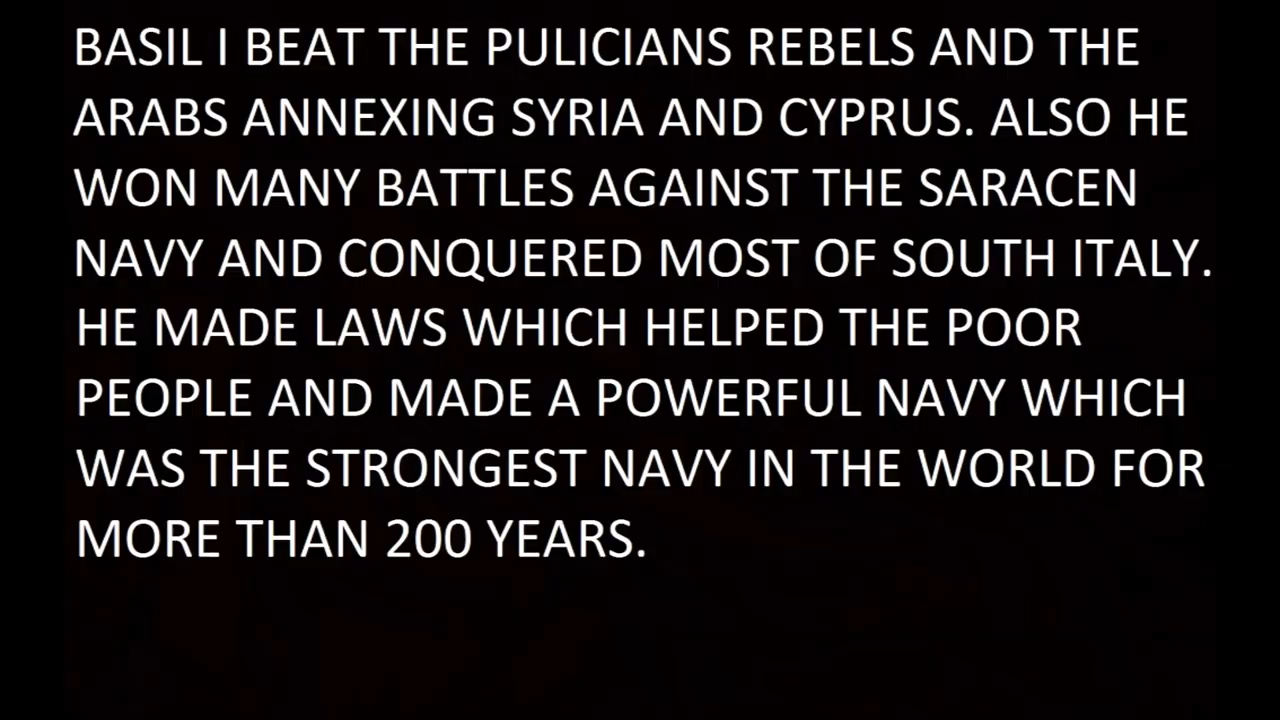 BASIL I BEAT THE PULICIANS REBELS AND THE
ARABS ANNEXING SYRIA AND CYPRUS. ALSO HE
WON MANY BATTLES AGAINST THE SARACEN
NAVY AND CONQUERED MOST OF SOUTH ITALY.
HE MADE LAWS WHICH HELPED THE POOR
PEOPLE AND MADE A POWERFUL NAVY WHICH
WAS THE STRONGEST NAVY IN THE WORLD FOR
MORE THAN 200 YEARS.